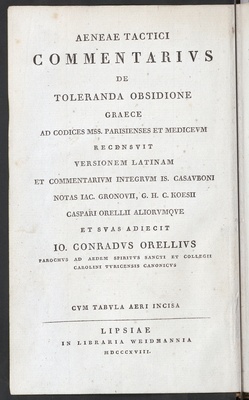 AENEAE TACTICI
COMMENTARIVS
DE
TOLERANDA OBSIDIONE
GRAECE
AD CODICES MSS. PARISIENSES ET MEDICEVM
RECENSVIT
VERSIONEM LATINAM
ET COMMENTARIVM INTEGRVM IS. CASAVBONI
NOTAS IAC. GRONOVII, G. H. C. KOESII
CASPARI ORELLII ALIORVMQVE
ET SVAS ADIECIT
IO. CONRADVS ORELLIVS
PAROCHVS AD AEDEM SPIRITVS SANCTI ET COLLEGII
CAROLINI TVRICENSIS CANONICVS
CVM TABVLA AERI INCISA
LIPSIAE
IN LIBRARIA WEIDMANNIA
MDCCCXVIII.